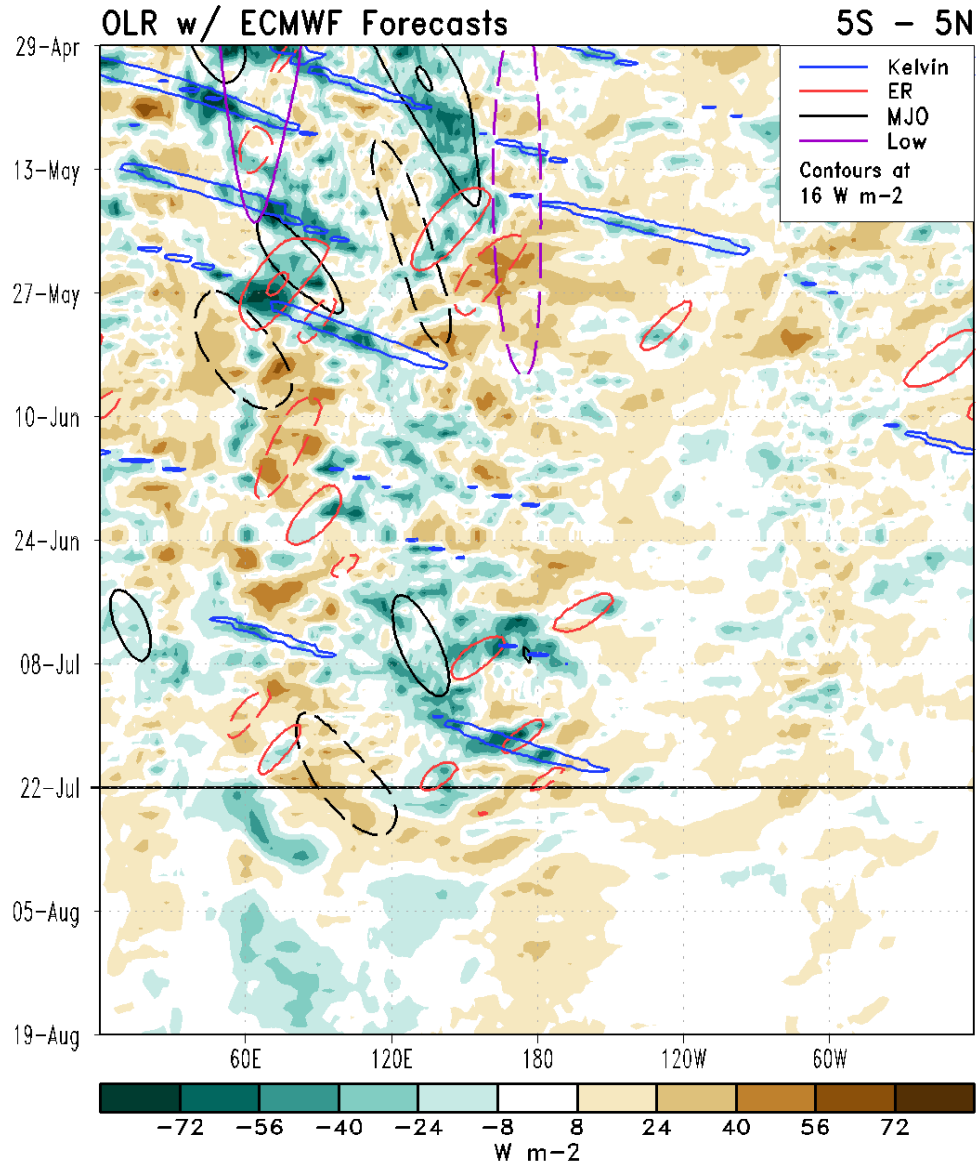 OLR w/ ECMWF Forecasts 5S - 5N
Kelvin
ER
MJO
Low
Contours at
16 W m-2
29-Apr
13-May
27-May
10-Jun
24-Jun
08-Jul
22-Jul
05-Aug
19-Aug
60E 120E 180 120W 60W
-72 -56 -40 -24 -8 8 24 40 56 72
W m-2